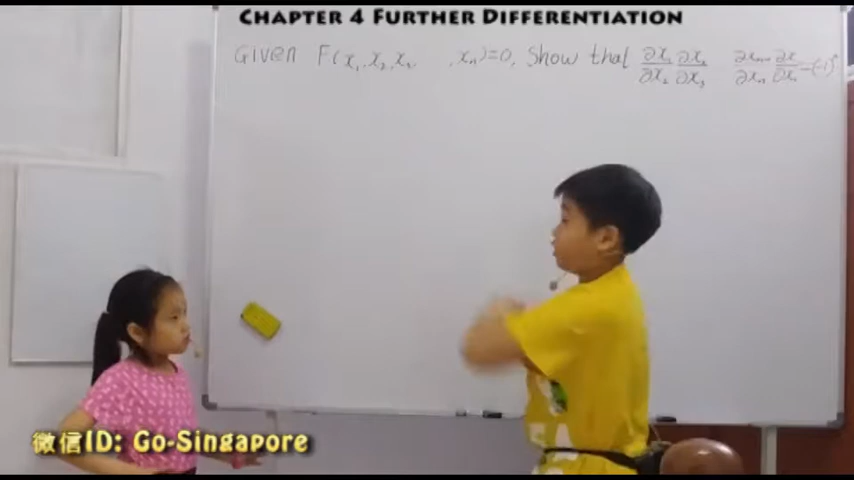 CHAPTER 4 FURTHER DIFFERENTIATION
Given F(x₁, x₂, x₃, , xₙ)=0, Show that ∂x₁/∂x₂ ∂x₂/∂x₃
微信ID: Go-Singapore